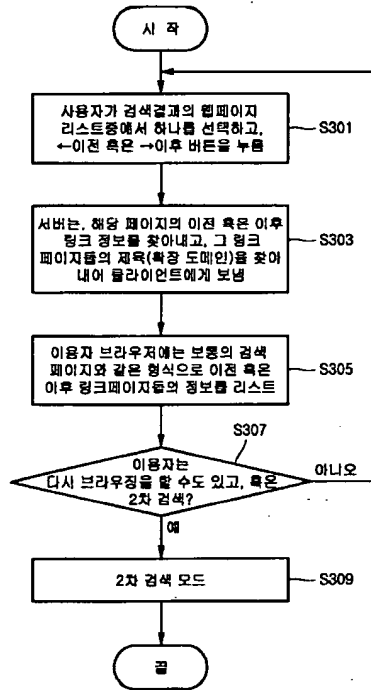 시 작
사용자가 검색결과의 웹페이지
리스트중에서 하나를 선택하고,
←이전 혹은 →이후 버튼을 누름
S301
서버는, 해당 페이지의 이전 혹은 이후
링크 정보를 찾아내고, 그 링크
페이지들의 제목(확장 도메인)을 찾아
내어 클라이언트에게 보냄
S303
이용자 브라우저에는 보통의 검색
페이지와 같은 형식으로 이전 혹은
이후 링크페이지들의 정보를 리스트
S305
S307
이용자는
다시 브라우징을 할 수도 있고, 혹은
2차 검색?
아니오
예
2차 검색 모드
S309
끝